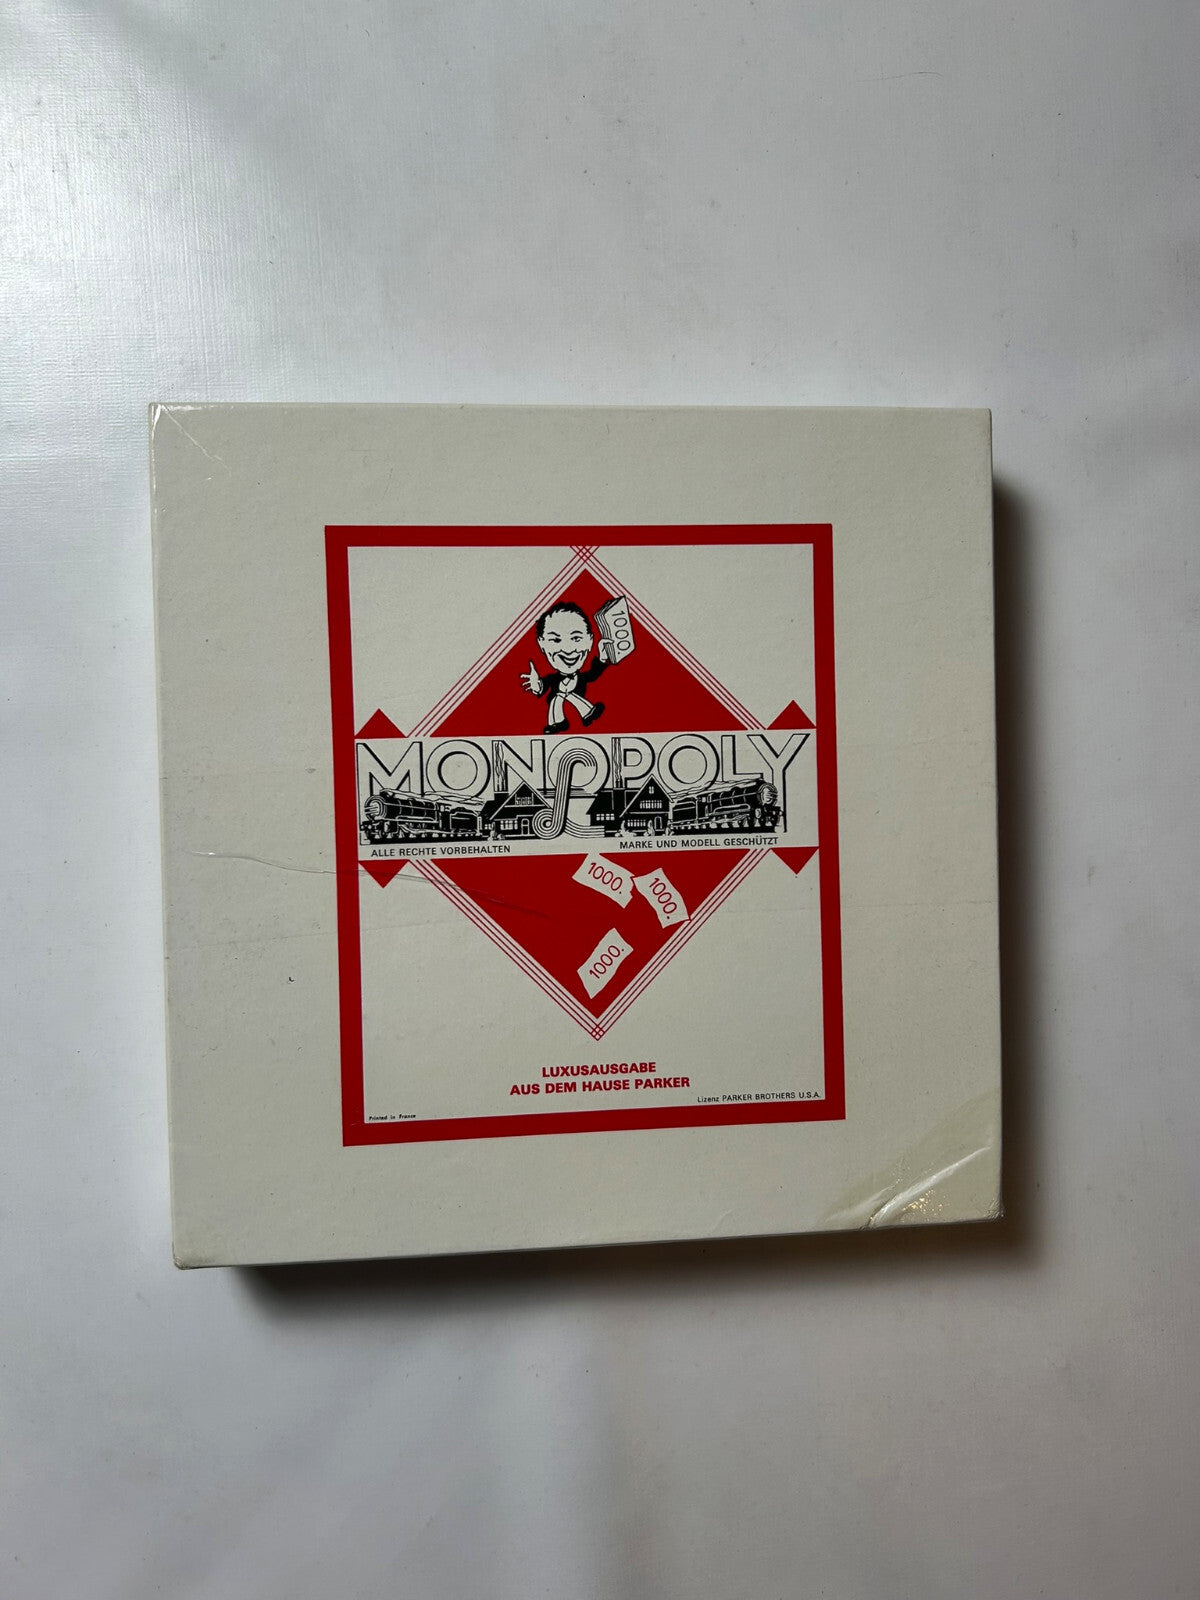 1000.
MONOPOLY
ALLE RECHTE VORBEHALTEN
MARKE UND MODELL GESCHÜTZT
1000.
1000.
1000.
LUXUSAUSGABE
AUS DEM HAUSE PARKER
Lizenz PARKER BROTHERS U.S.A.
Printed in France